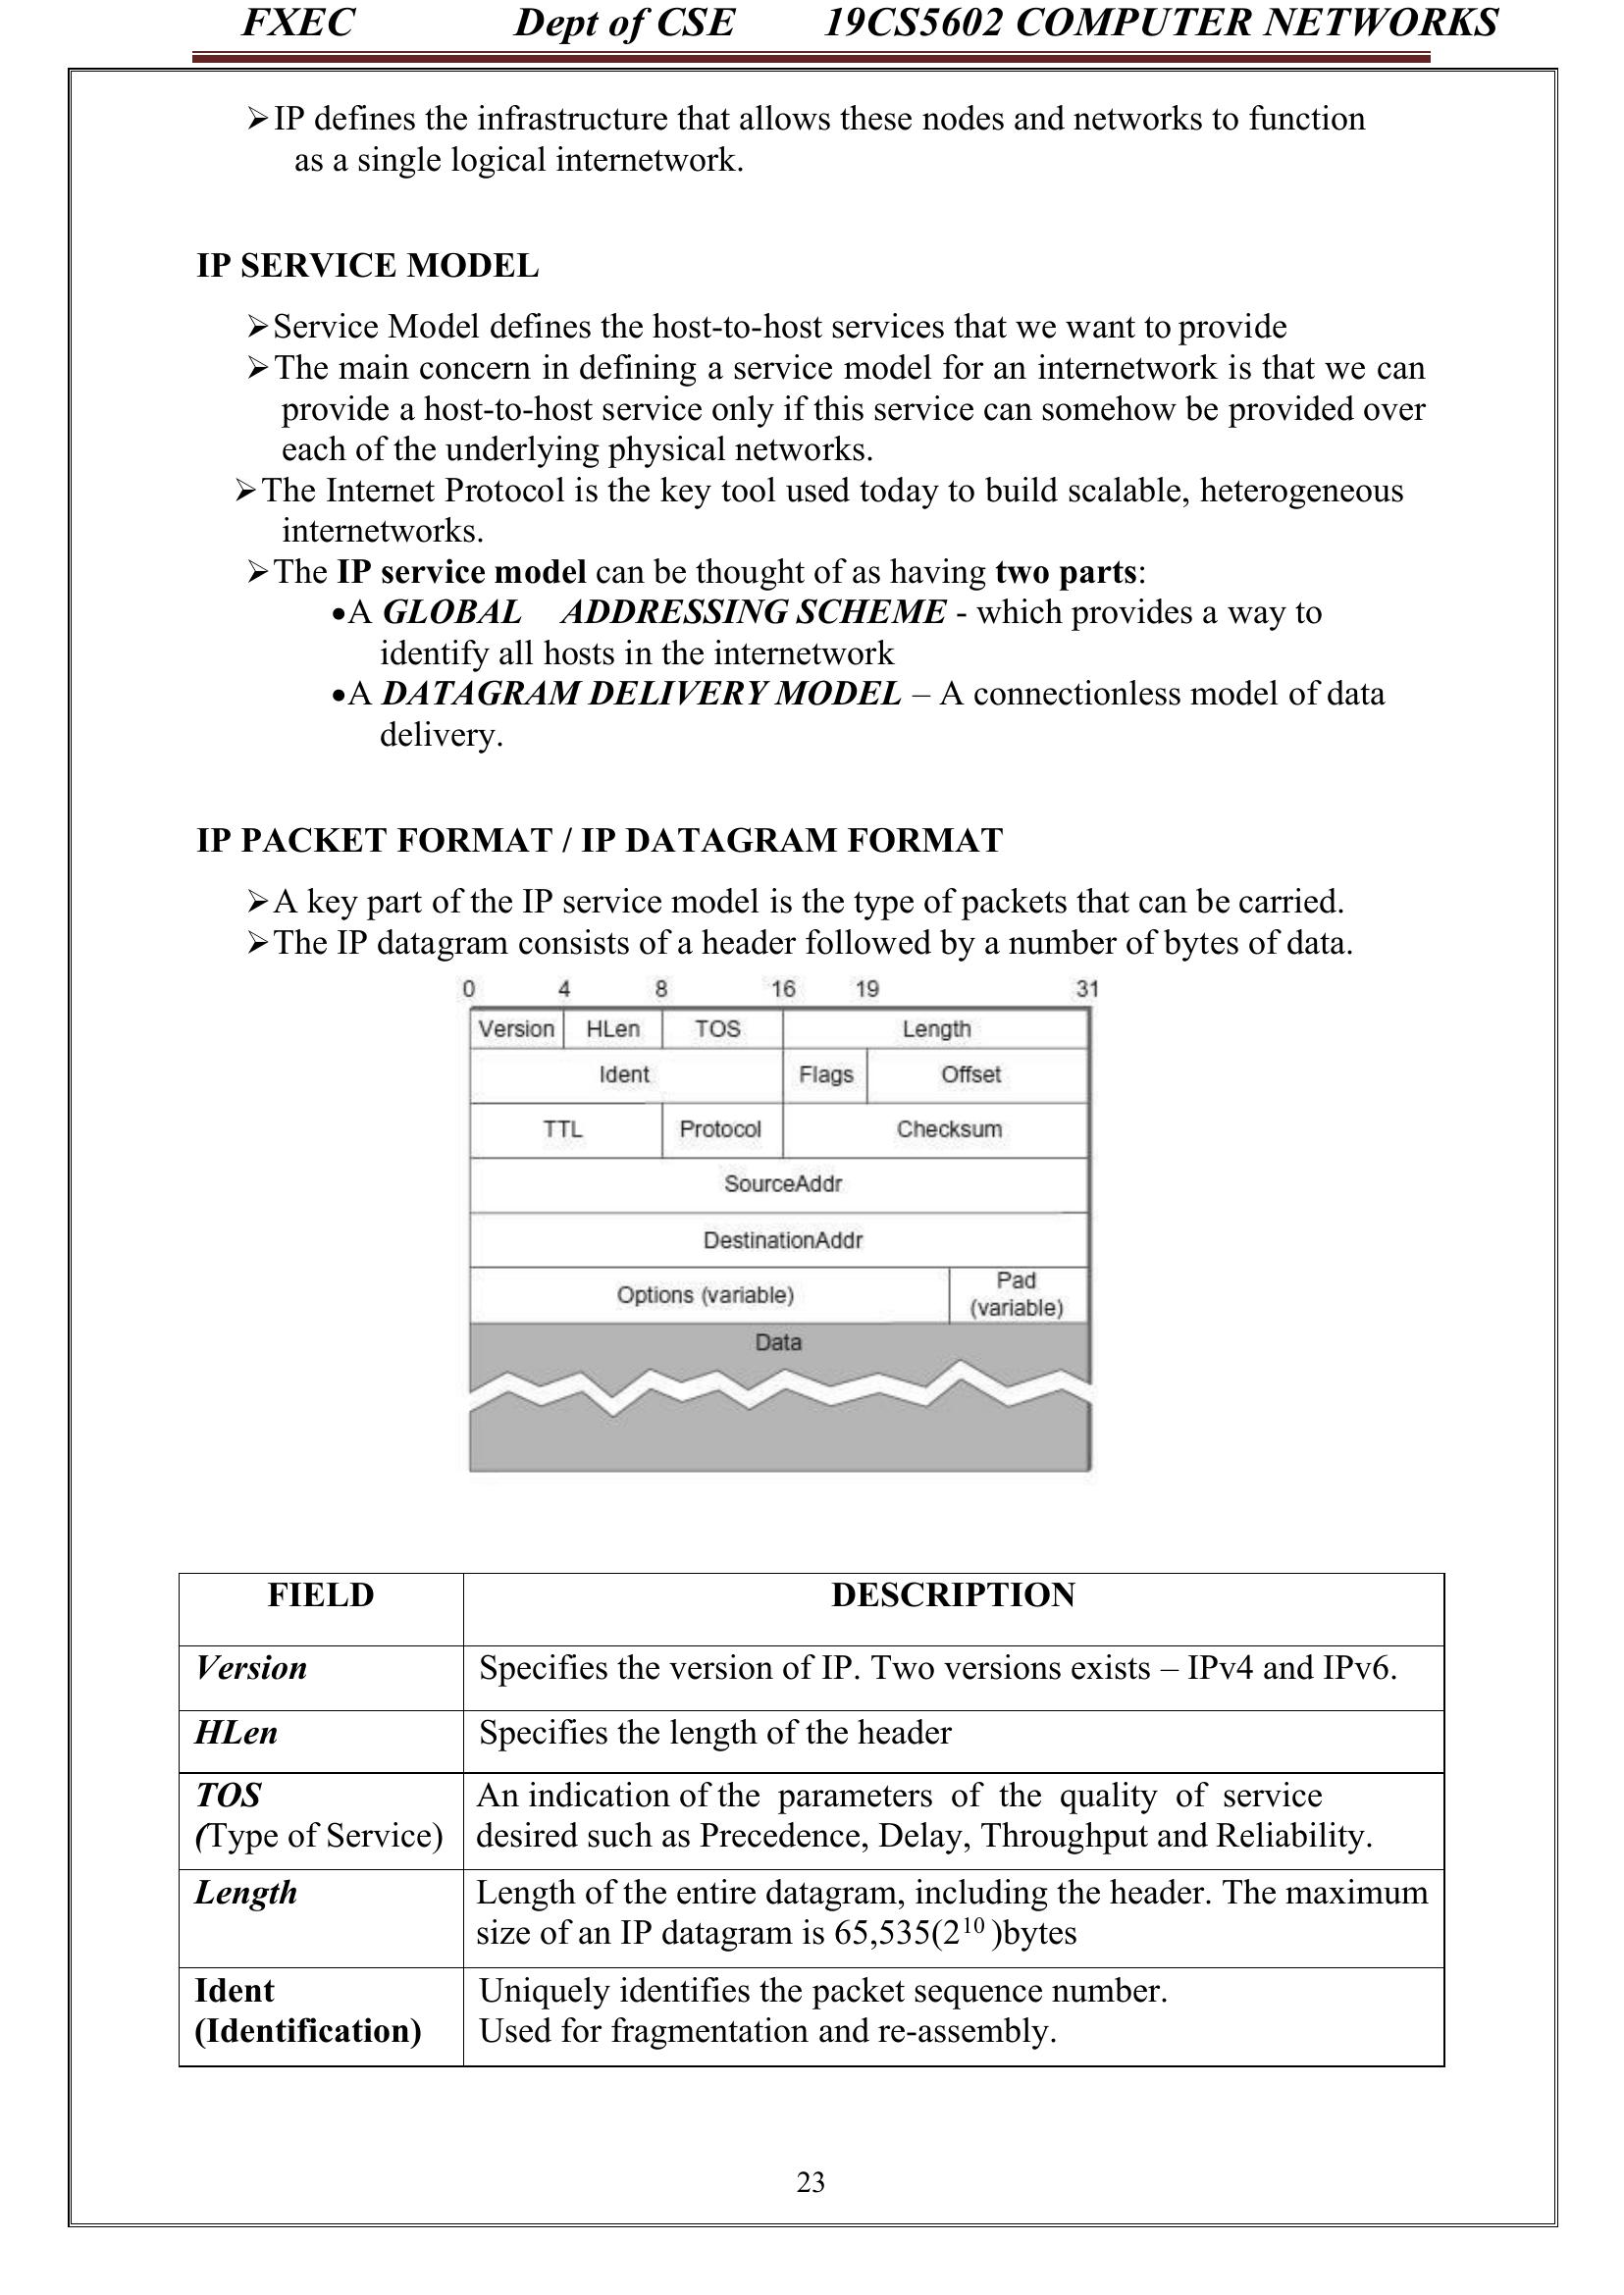 FXEC Dept of CSE 19CS5602 COMPUTER NETWORKS
➢IP defines the infrastructure that allows these nodes and networks to function
as a single logical internetwork.
IP SERVICE MODEL
➢Service Model defines the host-to-host services that we want to provide
➢The main concern in defining a service model for an internetwork is that we can
provide a host-to-host service only if this service can somehow be provided over
each of the underlying physical networks.
➢The Internet Protocol is the key tool used today to build scalable, heterogeneous
internetworks.
➢The IP service model can be thought of as having two parts:
•A GLOBAL ADDRESSING SCHEME - which provides a way to
identify all hosts in the internetwork
•A DATAGRAM DELIVERY MODEL – A connectionless model of data
delivery.
IP PACKET FORMAT / IP DATAGRAM FORMAT
➢A key part of the IP service model is the type of packets that can be carried.
➢The IP datagram consists of a header followed by a number of bytes of data.
0 4 8 16 19 31
Version HLen TOS Length
Ident Flags Offset
TTL Protocol Checksum
SourceAddr
DestinationAddr
Options (variable) Pad
(variable)
Data
FIELD DESCRIPTION
Version Specifies the version of IP. Two versions exists – IPv4 and IPv6.
HLen Specifies the length of the header
TOS An indication of the parameters of the quality of service
(Type of Service) desired such as Precedence, Delay, Throughput and Reliability.
Length Length of the entire datagram, including the header. The maximum
size of an IP datagram is 65,535(2¹⁰ )bytes
Ident Uniquely identifies the packet sequence number.
(Identification) Used for fragmentation and re-assembly.
23